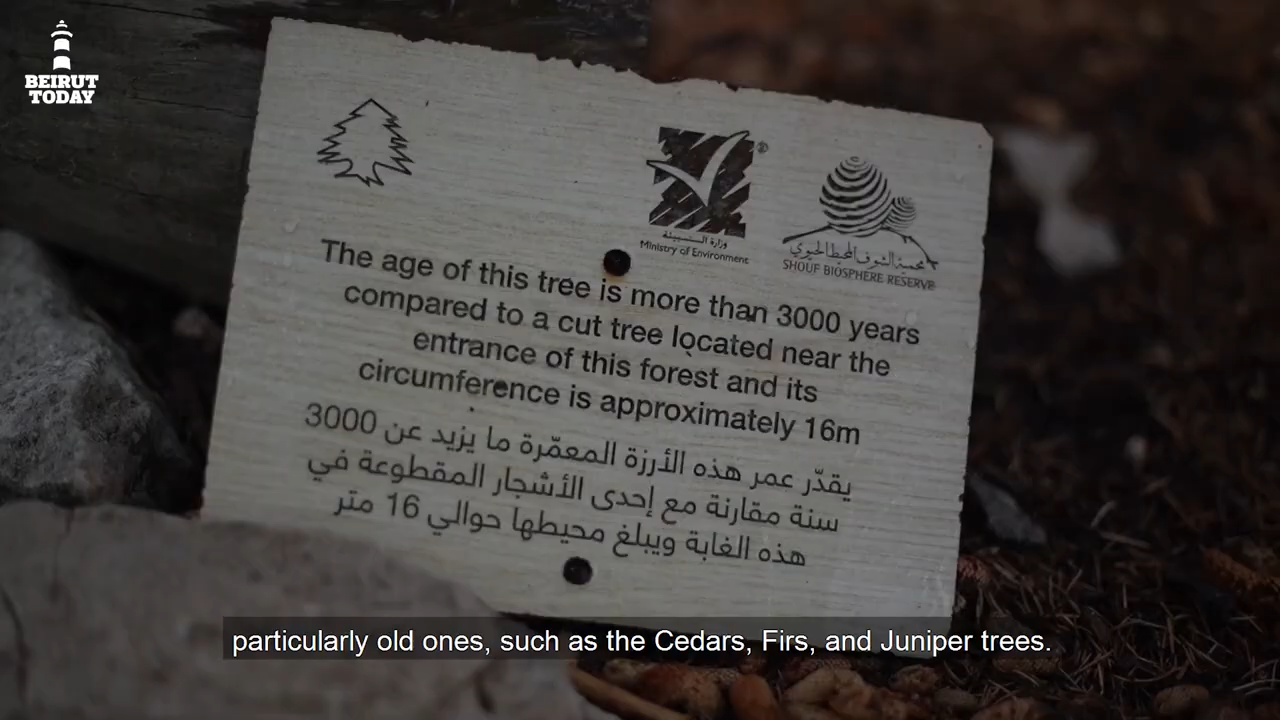 BEIRUT
TODAY
وزارة البيئة
Ministry of Environment
محمية الشوف المحيط الحيوي
SHOUF BIOSPHERE RESERVE
The age of this tree is more than 3000 years
compared to a cut tree located near the
entrance of this forest and its
circumference is approximately 16m
يقدّر عمر هذه الأرزة المعمّرة ما يزيد عن 3000
سنة مقارنة مع إحدى الأشجار المقطوعة في
هذه الغابة ويبلغ محيطها حوالي 16 متر
particularly old ones, such as the Cedars, Firs, and Juniper trees.